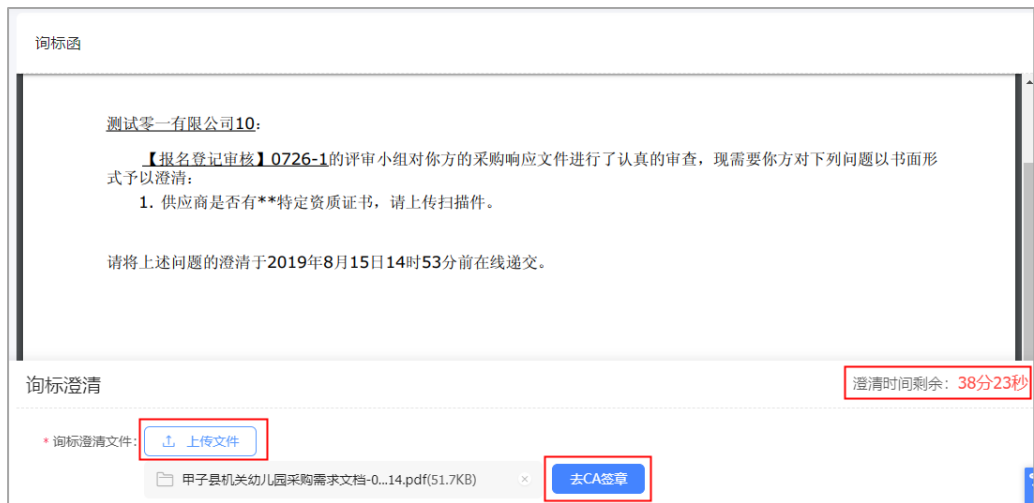 询标函
测试零一有限公司10:
【报名登记审核】0726-1的评审小组对你方的采购响应文件进行了认真的审查，现需要你方对下列问题以书面形
式予以澄清:
1. 供应商是否有**特定资质证书，请上传扫描件。
请将上述问题的澄清于2019年8月15日14时53分前在线递交。
询标澄清
澄清时间剩余：38分23秒
* 询标澄清文件: 上传文件
甲子县机关幼儿园采购需求文档-0...14.pdf(51.7KB) × 去CA签章